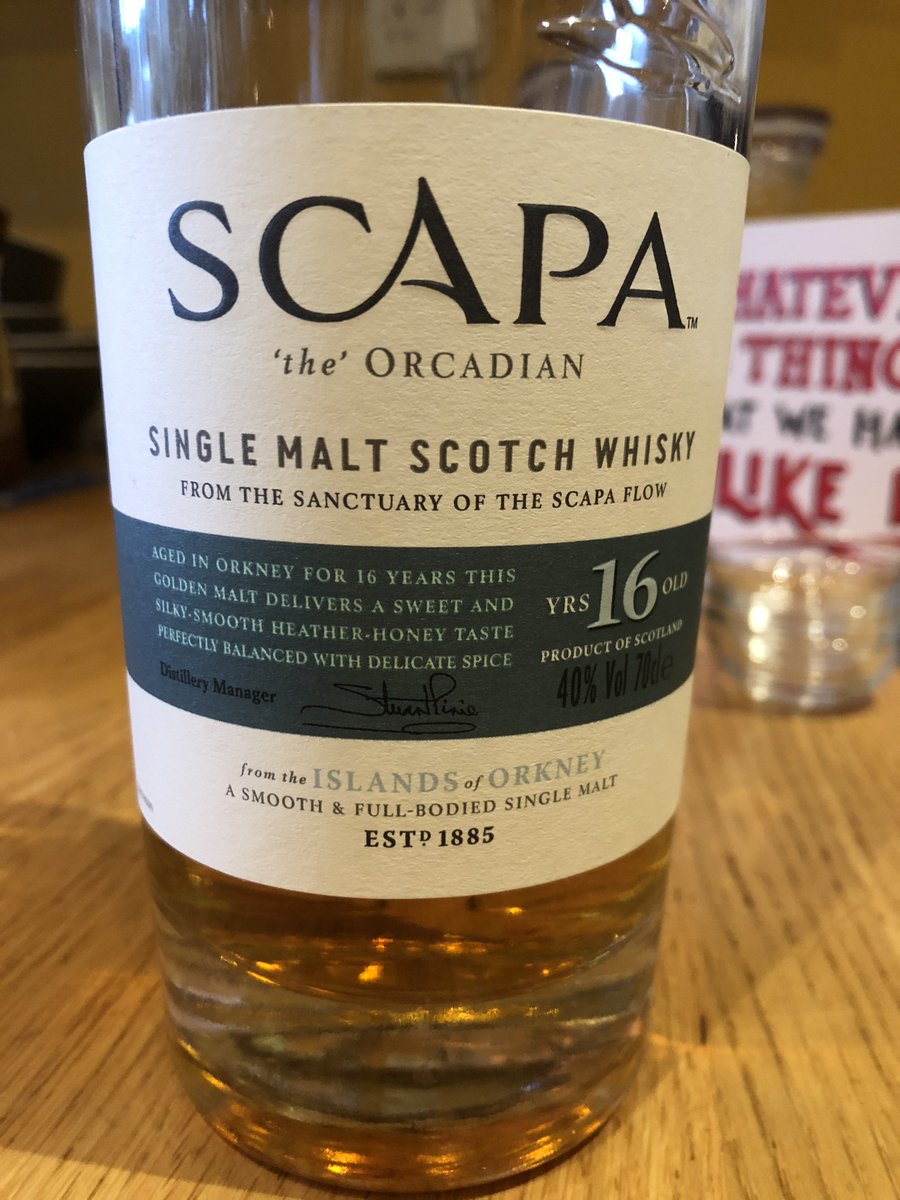 SCAPA™
'the' ORCADIAN
SINGLE MALT SCOTCH WHISKY
FROM THE SANCTUARY OF THE SCAPA FLOW
AGED IN ORKNEY FOR 16 YEARS THIS
GOLDEN MALT DELIVERS A SWEET AND
SILKY-SMOOTH HEATHER-HONEY TASTE
PERFECTLY BALANCED WITH DELICATE SPICE
Distillery Manager
YRS 16 OLD
PRODUCT OF SCOTLAND
40% Vol 70cl e
from the ISLANDS of ORKNEY
A SMOOTH & FULL-BODIED SINGLE MALT
ESTD 1885
THING
WE
LIKE